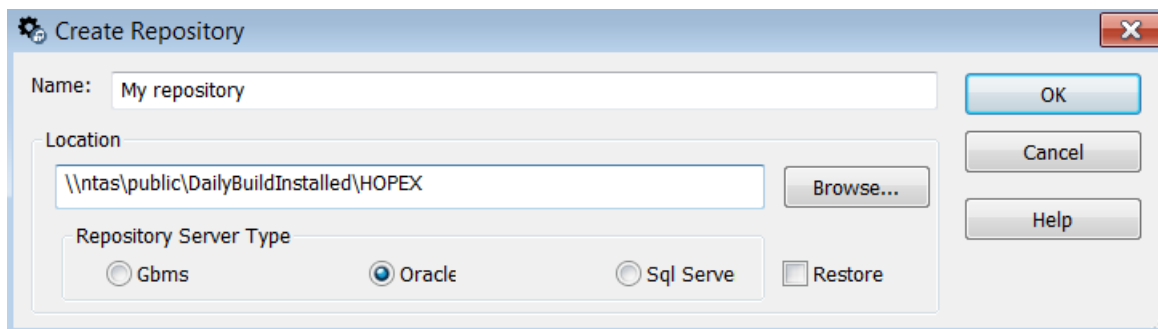 Create Repository
Name: My repository
OK
Location
Cancel
\\ntas\public\DailyBuildInstalled\HOPEX
Browse...
Help
Repository Server Type
Gbms Oracle Sql Serve Restore